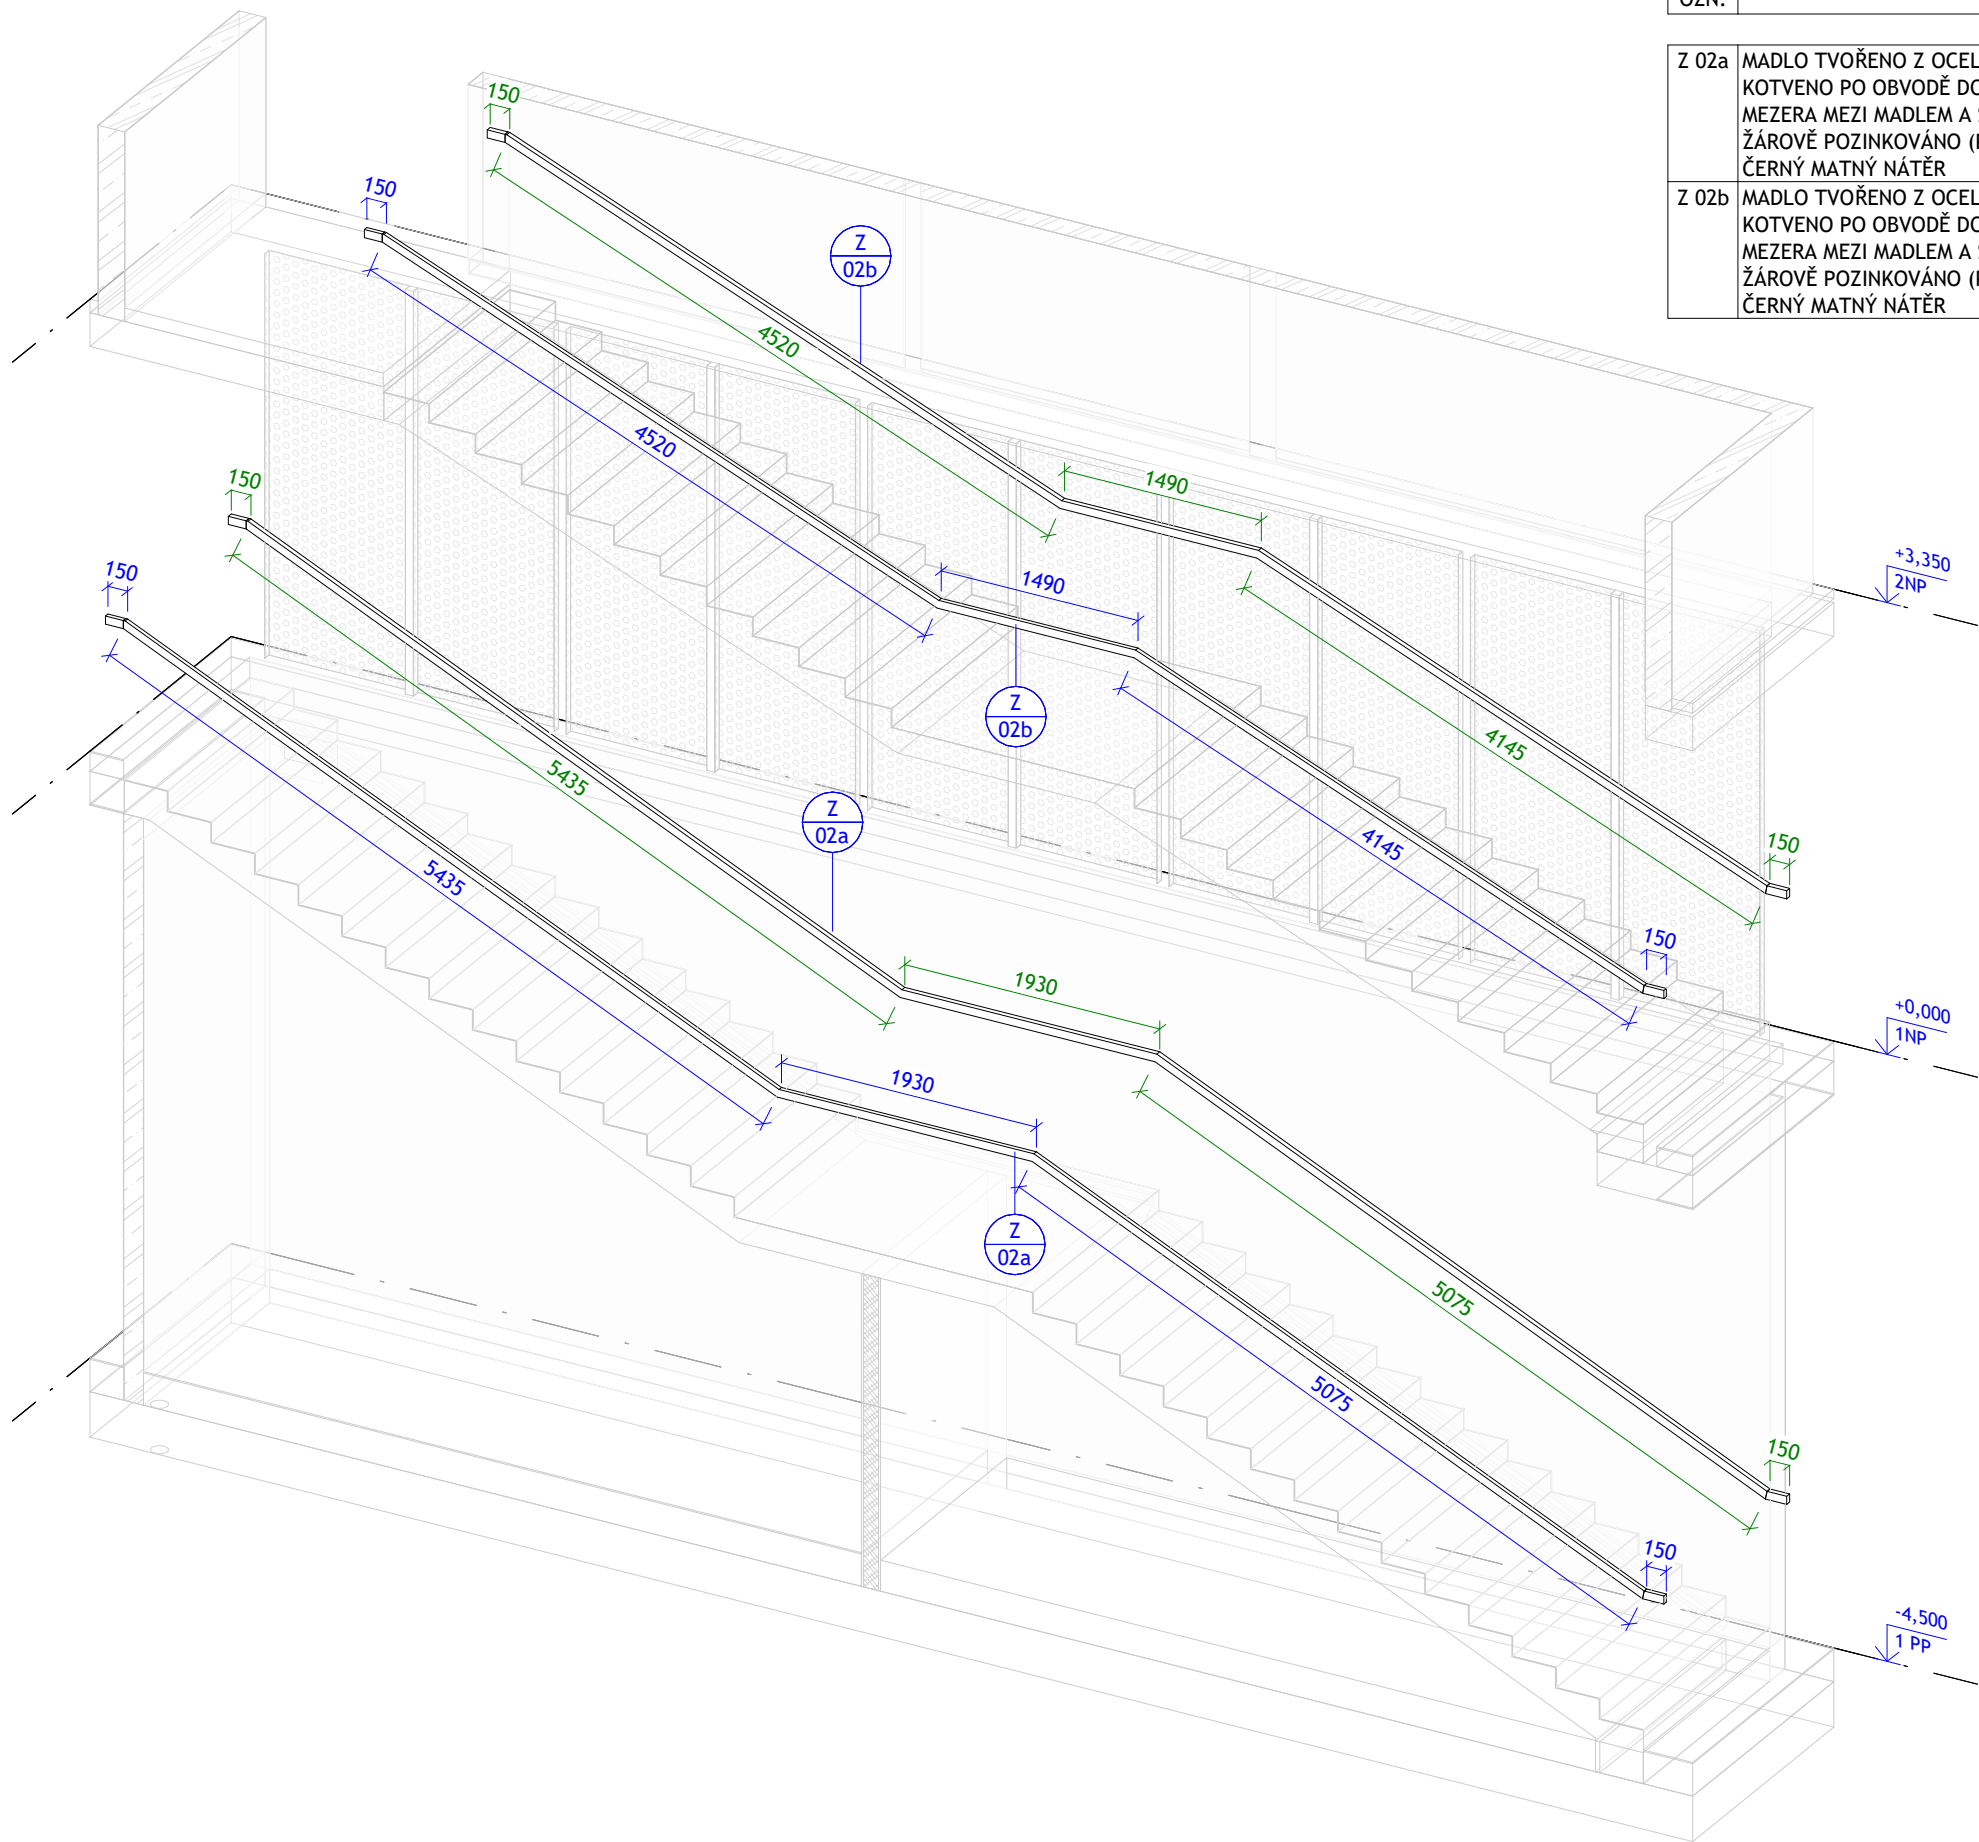 OZN.
Z 02a MADLO TVOŘENO Z OCEL
KOTVENO PO OBVODĚ DO
MEZERA MEZI MADLEM A
ŽÁROVĚ POZINKOVÁNO
ČERNÝ MATNÝ NÁTĚR
Z 02b MADLO TVOŘENO Z OCEL
KOTVENO PO OBVODĚ DO
MEZERA MEZI MADLEM A
ŽÁROVĚ POZINKOVÁNO
ČERNÝ MATNÝ NÁTĚR
150
150
Z
02b
4520
4520
150
1490
+3,350
2NP
150
1490
Z
02b
4145
5435
Z
02a
4145
150
5435
150
1930
+0,000
1NP
1930
Z
02a
5075
5075
150
150
-4,500
1 PP